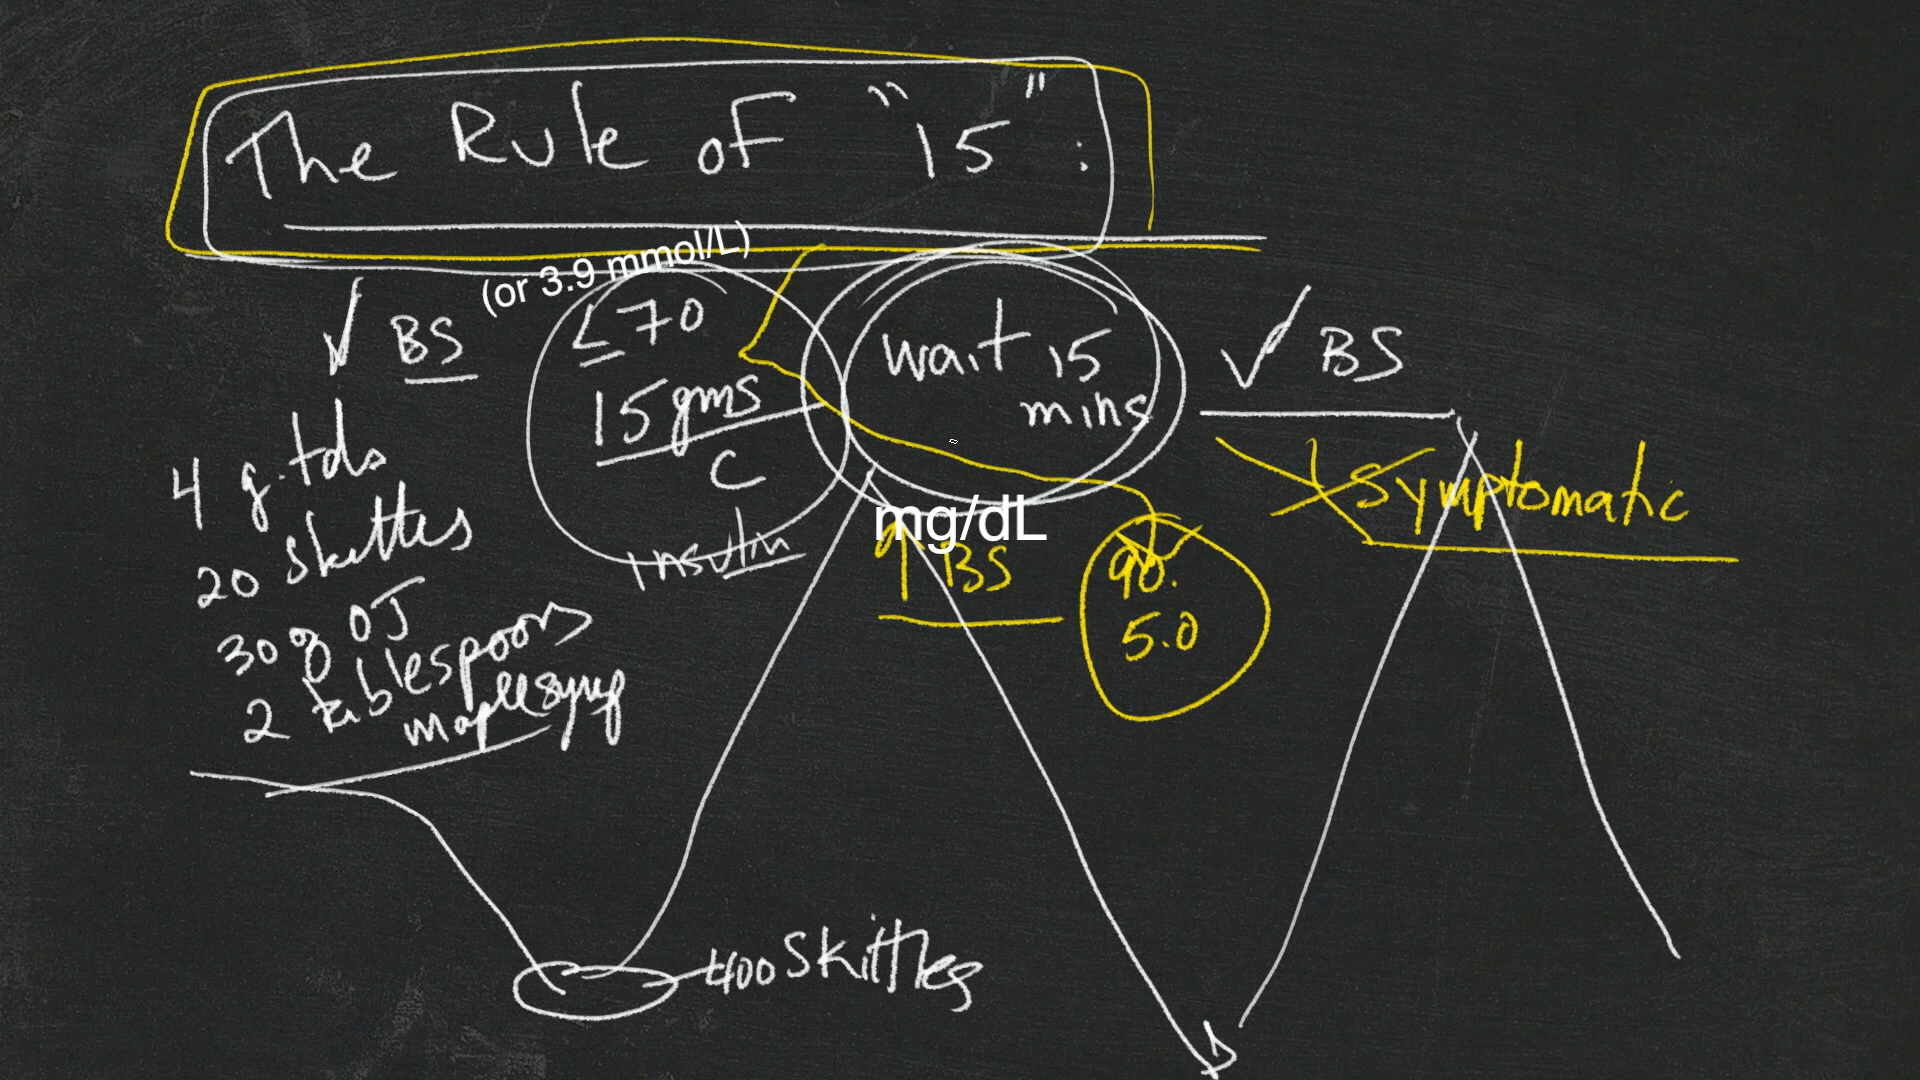 The Rule of "15":
(or 3.9 mmol/L)
✓ BS
≤70
15 gms
C
Insulin
wait 15
mins
✓ BS
4 g. tabs
20 Skittles
30 g OJ
2 tablespoons
maple syrup
mg/dL
↑ BS
90.
5.0
Symptomatic
400 Skittles